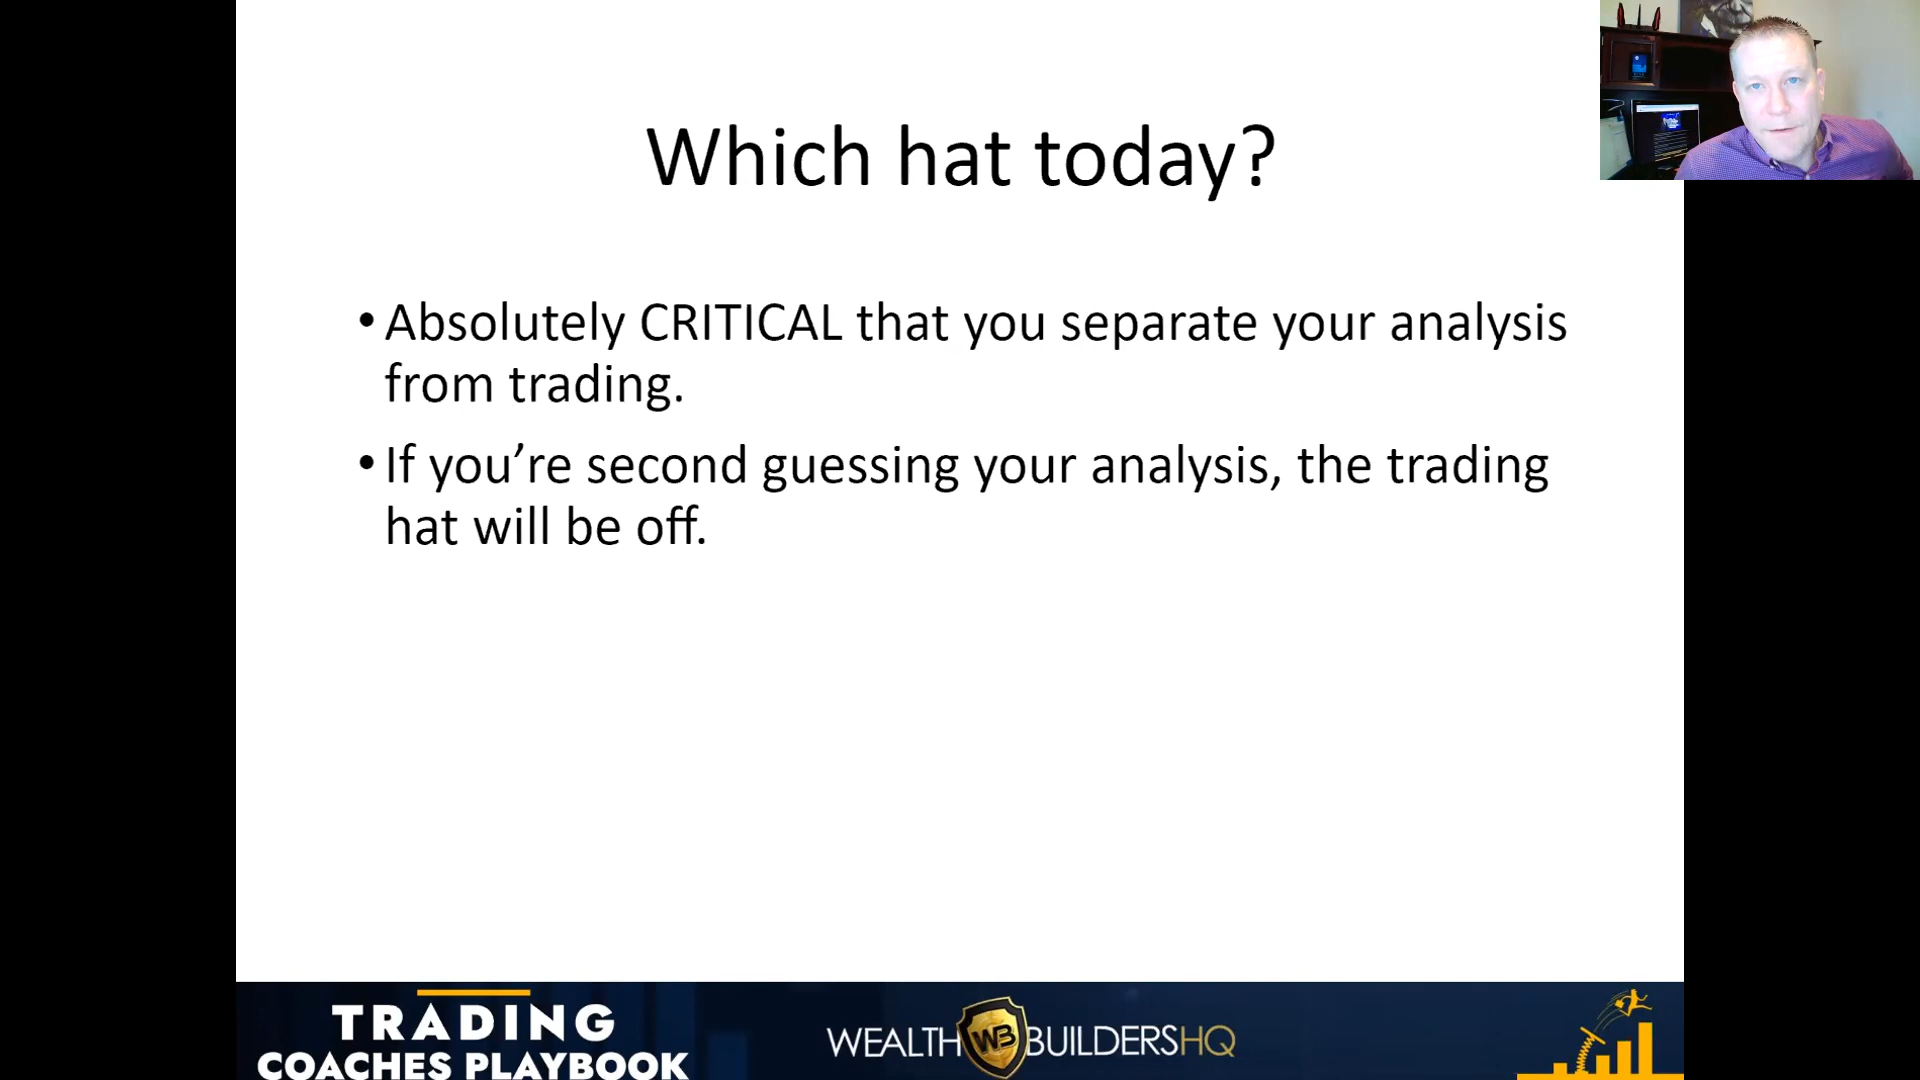 Which hat today?
•Absolutely CRITICAL that you separate your analysis
from trading.
•If you’re second guessing your analysis, the trading
hat will be off.
TRADING
COACHES PLAYBOOK
WEALTH WB BUILDERSHQ